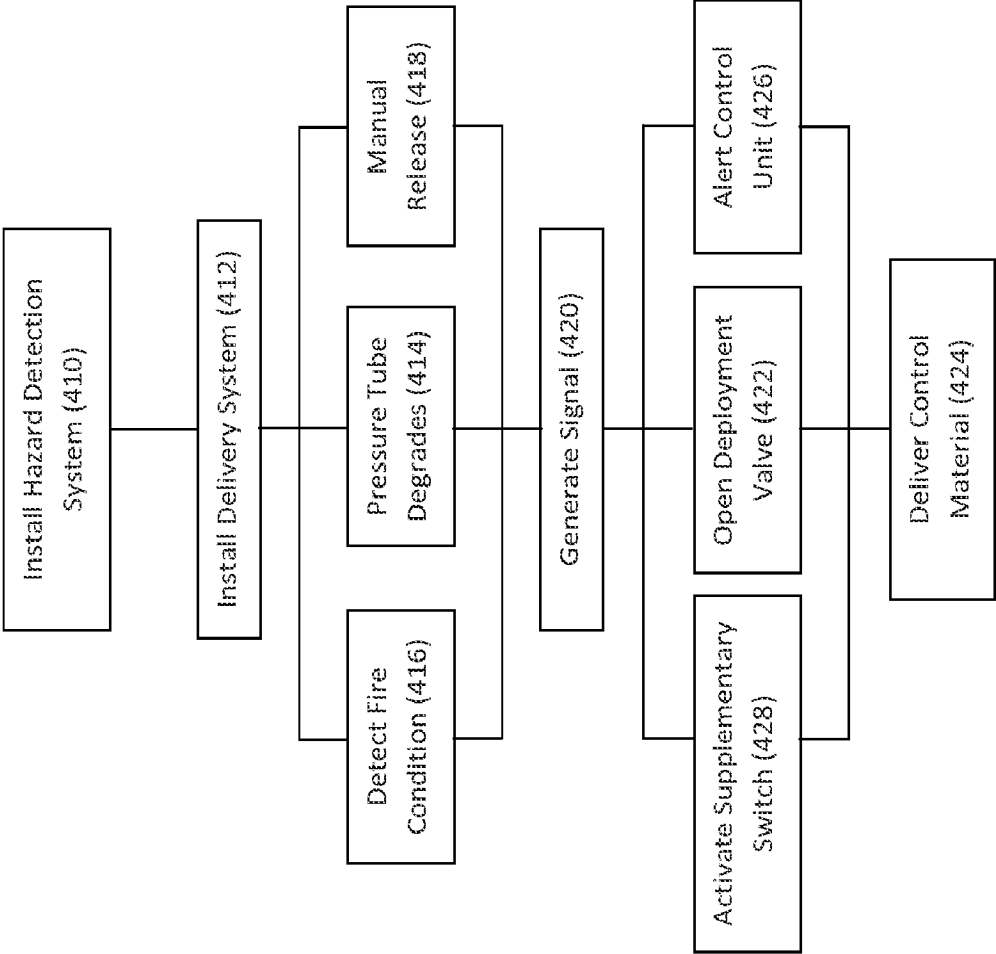 Install Hazard Detection
System (410)
Install Delivery System (412)
Detect Fire
Condition (416)
Pressure Tube
Degrades (414)
Manual
Release (418)
Generate Signal (420)
Activate Supplementary
Switch (428)
Open Deployment
Valve (422)
Alert Control
Unit (426)
Deliver Control
Material (424)